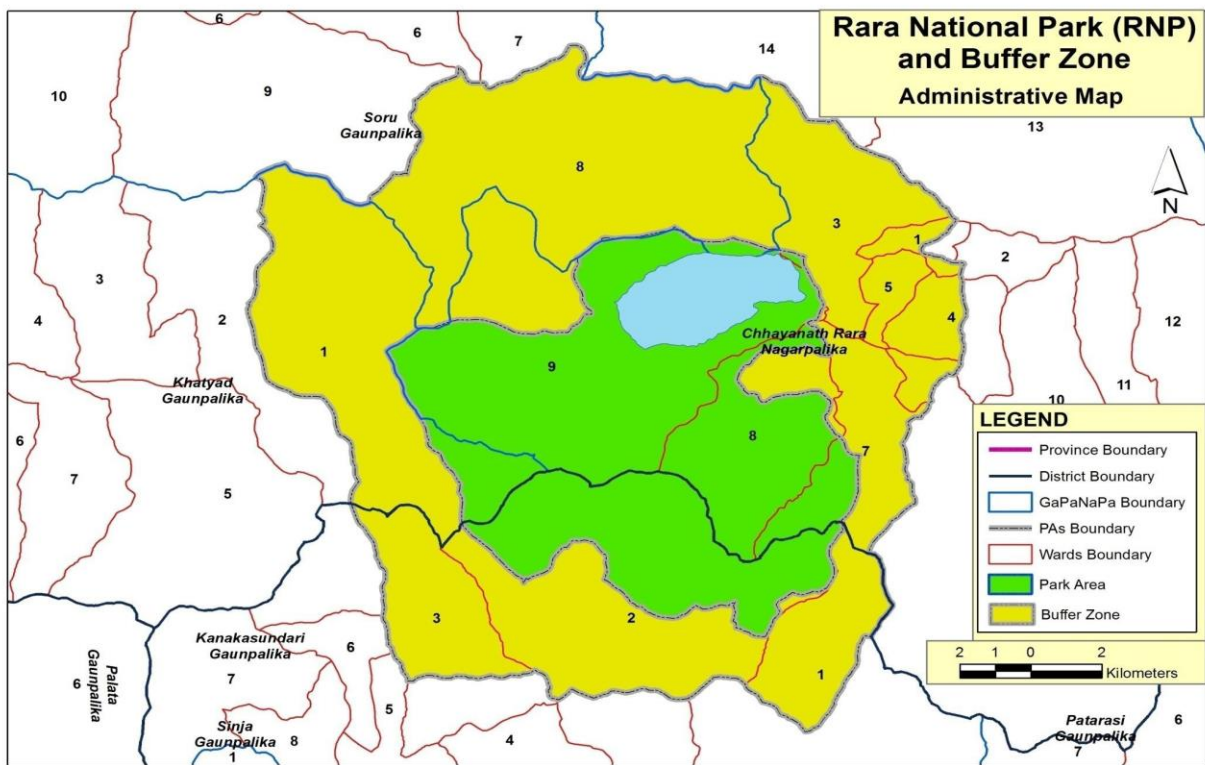 Rara National Park (RNP)
and Buffer Zone
Administrative Map
6
6
7
14
10
9
13
Soru
Gaunpalika
8
N
3
1
2
3
5
4
2
4
12
1
Chhayanath Rara
Nagarpalika
9
Khatyad
Gaunpalika
11
10
6
8
7
7
5
LEGEND
Province Boundary
District Boundary
GaPaNaPa Boundary
PAs Boundary
Wards Boundary
Park Area
Buffer Zone
2 1 0 2
Kilometers
Kanakasundari
Gaunpalika
6
3
2
1
Palata
Gaunpalika
6
7
5
Sinja
Gaunpalika
8
1
4
Patarasi
Gaunpalika
7
6